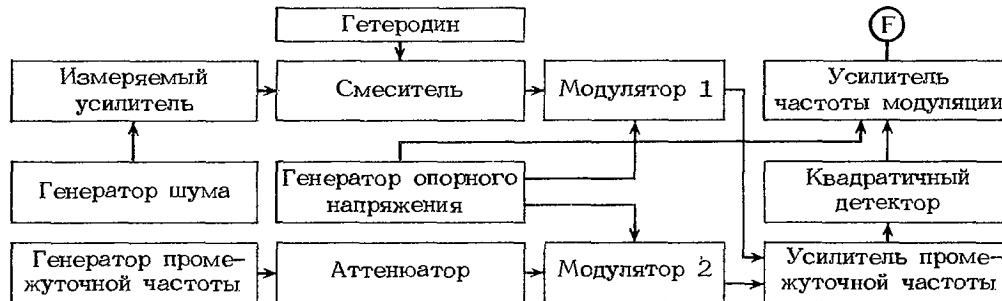 Гетеродин
F
Измеряемый
усилитель
Смеситель
Модулятор 1
Усилитель
частоты модуляции
Генератор шума
Генератор опорного
напряжения
Квадратичный
детектор
Генератор проме-
жуточной частоты
Аттенюатор
Модулятор 2
Усилитель проме-
жуточной частоты